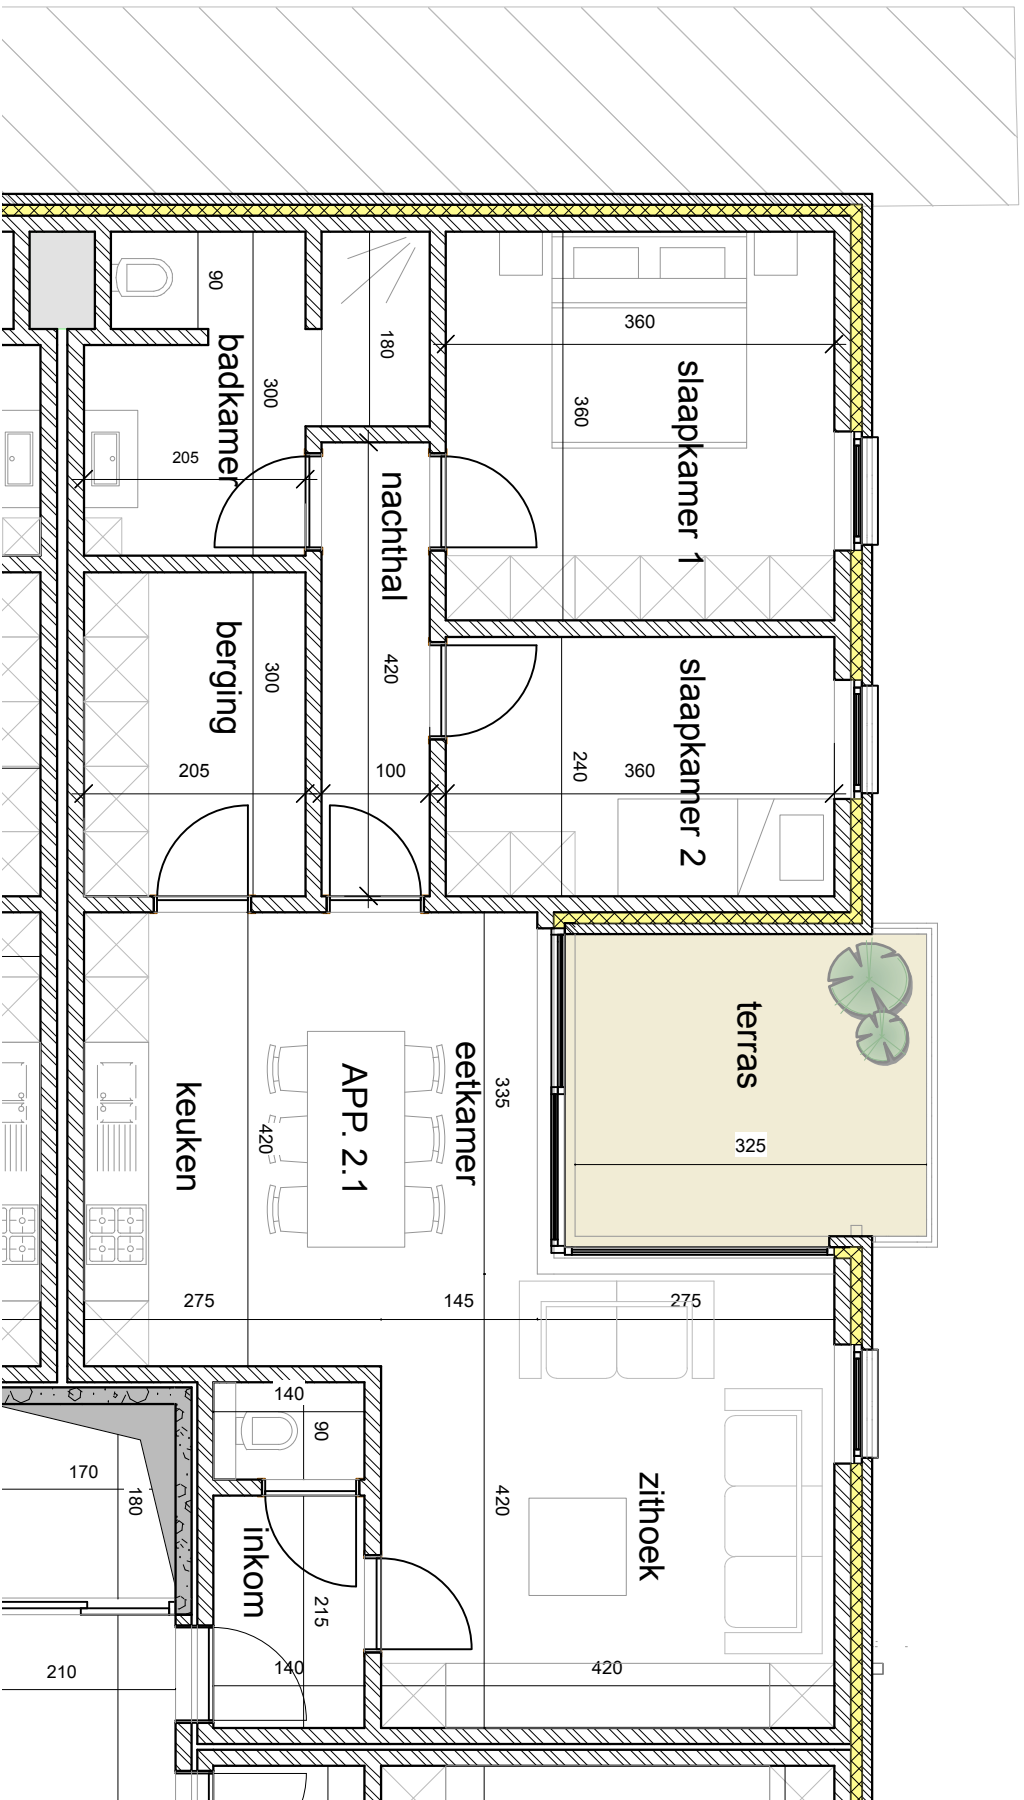 90
180
360
badkamer
300
360
slaapkamer 1
205
nachthal
berging
300
420
slaapkamer 2
205
100
240
360
terras
eetkamer
335
APP. 2.1
keuken
420
325
275
145
275
140
90
170
180
zithoek
420
inkom
215
210
140
420